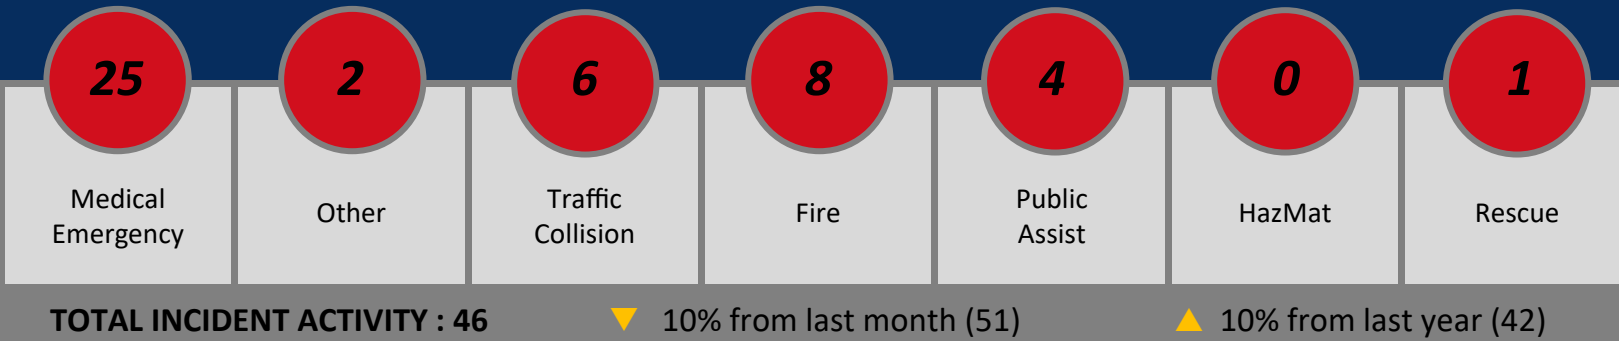 25
2
6
8
4
0
1
Medical
Emergency
Other
Traffic
Collision
Fire
Public
Assist
HazMat
Rescue
TOTAL INCIDENT ACTIVITY : 46
10% from last month (51)
10% from last year (42)